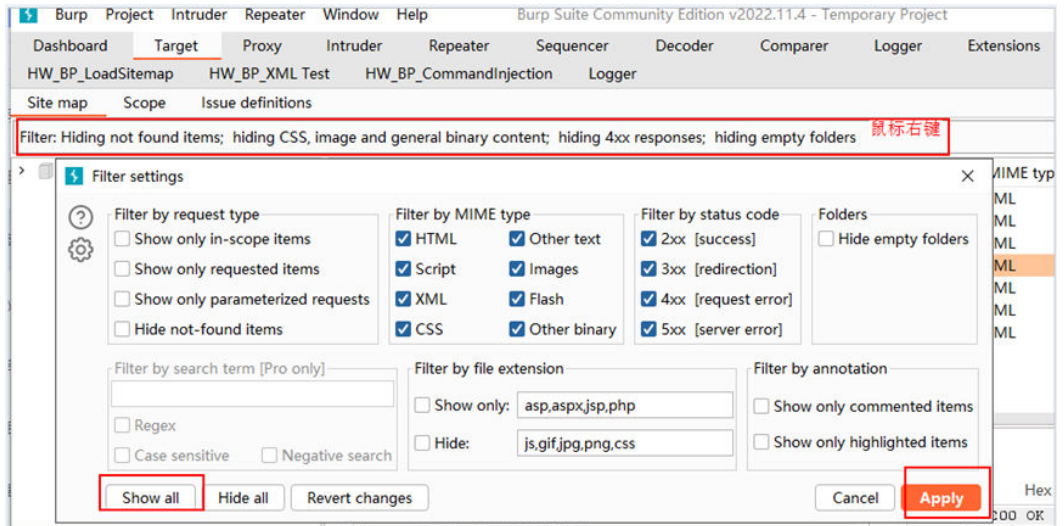 Burp Project Intruder Repeater Window Help Burp Suite Community Edition v2022.11.4 - Temporary Project
Dashboard Target Proxy Intruder Repeater Sequencer Decoder Comparer Logger Extensions
HW_BP_LoadSitemap HW_BP_XML Test HW_BP_CommandInjection Logger
Site map Scope Issue definitions
Filter: Hiding not found items; hiding CSS, image and general binary content; hiding 4xx responses; hiding empty folders 鼠标右键
Filter settings
MIME typ
ML
ML
ML
ML
ML
ML
ML
Filter by request type
Show only in-scope items
Show only requested items
Show only parameterized requests
Hide not-found items
Filter by MIME type
HTML Other text
Script Images
XML Flash
CSS Other binary
Filter by status code
2xx [success]
3xx [redirection]
4xx [request error]
5xx [server error]
Folders
Hide empty folders
Filter by search term [Pro only]
Regex
Case sensitive Negative search
Filter by file extension
Show only: asp,aspx,jsp,php
Hide: js,gif,jpg,png,css
Filter by annotation
Show only commented items
Show only highlighted items
Show all Hide all Revert changes Cancel Apply
Hex
OK